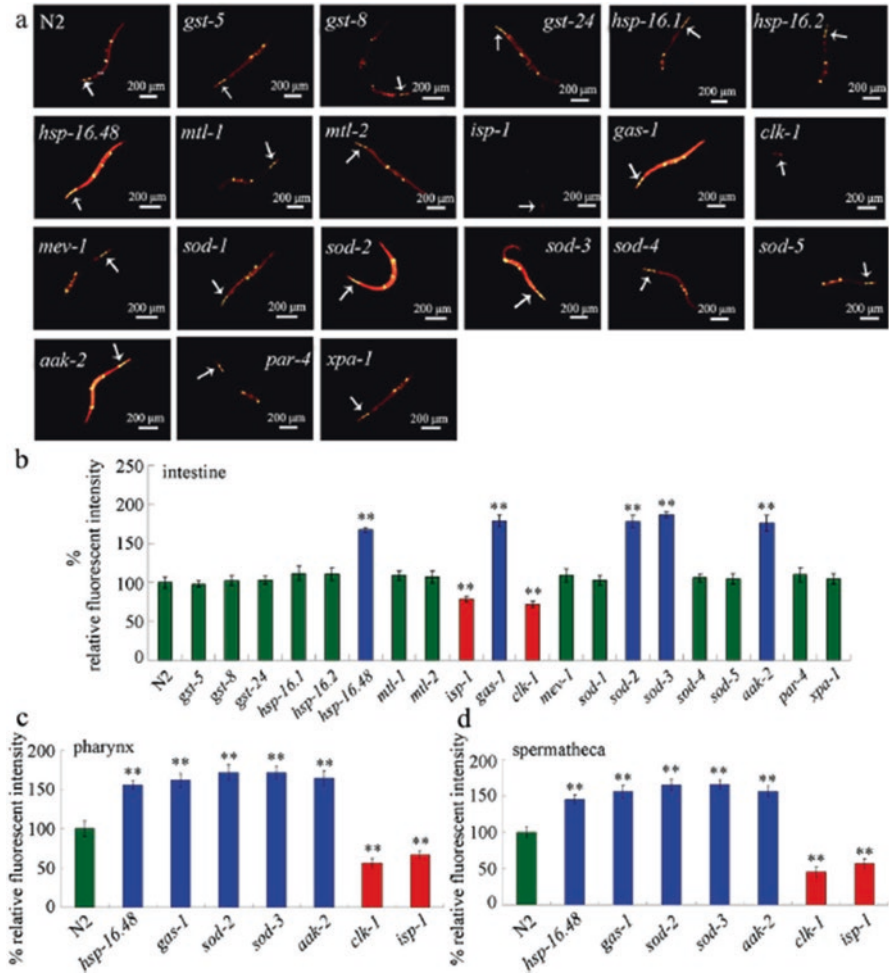 a
N2 gst-5 gst-8 gst-24 hsp-16.1 hsp-16.2
200 μm 200 μm 200 μm 200 μm 200 μm 200 μm
hsp-16.48 mtl-1 mtl-2 isp-1 gas-1 clk-1
200 μm 200 μm 200 μm 200 μm 200 μm 200 μm
mev-1 sod-1 sod-2 sod-3 sod-4 sod-5
200 μm 200 μm 200 μm 200 μm 200 μm 200 μm
aak-2 par-4 xpa-1
200 μm 200 μm 200 μm
b
% relative fluorescent intensity
250
200
150
100
50
0
intestine
** ** ** ** ** ** **
N2 gst-5 gst-8 gst-24 hsp-16.1 hsp-16.2 hsp-16.48 mtl-1 mtl-2 isp-1 gas-1 clk-1 mev-1 sod-1 sod-2 sod-3 sod-4 sod-5 aak-2 par-4 xpa-1
c
% relative fluorescent intensity
200
150
100
50
0
pharynx
** ** ** ** ** ** **
N2 hsp-16.48 gas-1 sod-2 sod-3 aak-2 clk-1 isp-1
d
% relative fluorescent intensity
200
150
100
50
0
spermatheca
** ** ** ** ** ** **
N2 hsp-16.48 gas-1 sod-2 sod-3 aak-2 clk-1 isp-1